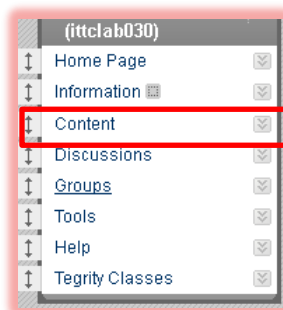 (ittclab030)
Home Page
Information
Content
Discussions
Groups
Tools
Help
Tegrity Classes